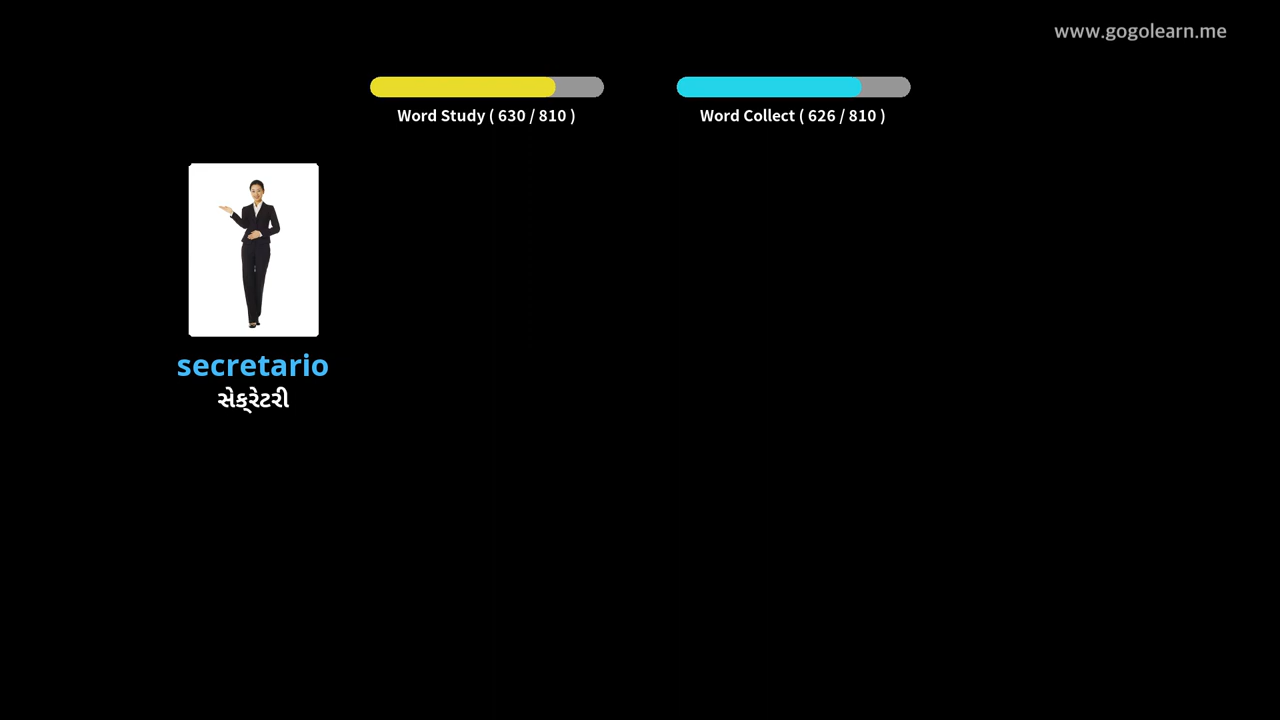 www.gogolearn.me
Word Study ( 630 / 810 )
Word Collect ( 626 / 810 )
secretario
સેક્રેટરી